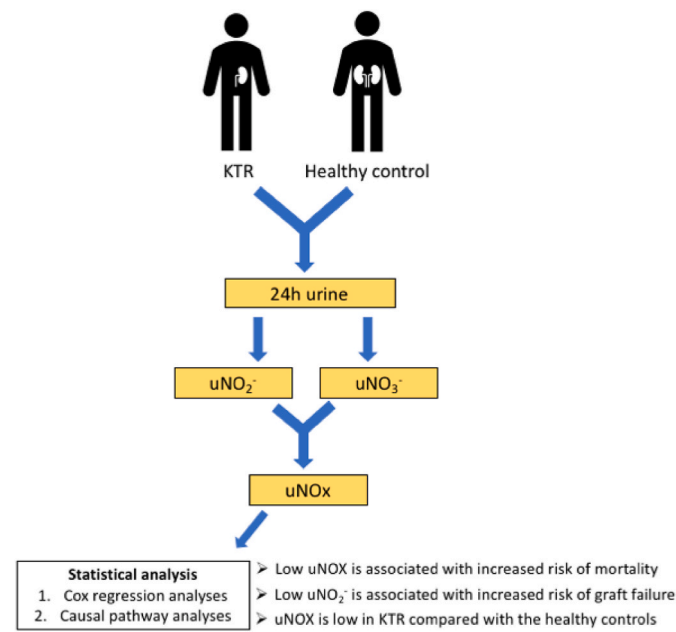 KTR
Healthy control
24h urine
uNO₂⁻
uNO₃⁻
uNOx
Statistical analysis
1. Cox regression analyses
2. Causal pathway analyses
➢ Low uNOX is associated with increased risk of mortality
➢ Low uNO₂⁻ is associated with increased risk of graft failure
➢ uNOX is low in KTR compared with the healthy controls